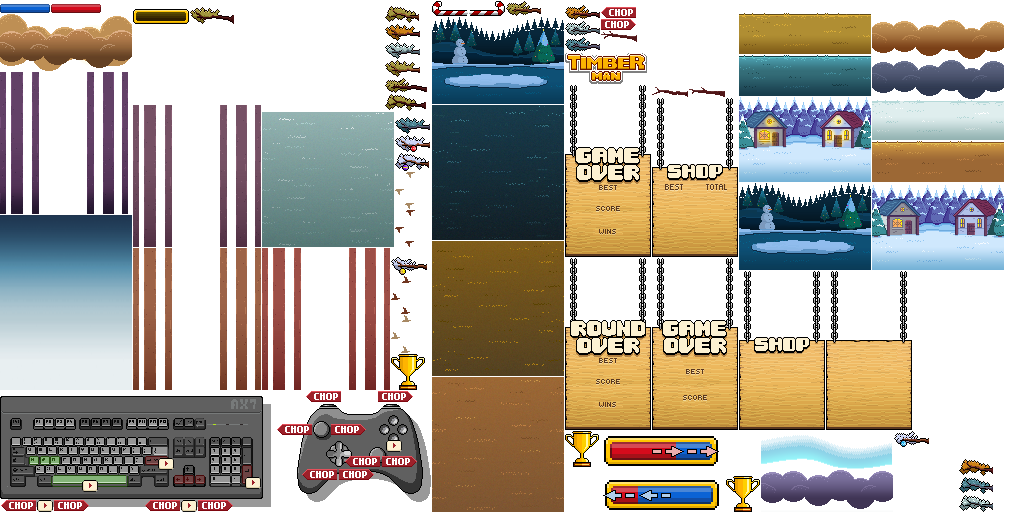 CHOP
CHOP
TIMBER
MAN
GAME
OVER
BEST
SCORE
WINS
SHOP
BEST TOTAL
ROUND
OVER
BEST
SCORE
WINS
GAME
OVER
BEST
SCORE
SHOP
CHOP CHOP
CHOP CHOP
CHOP CHOP
CHOP CHOP
CHOP CHOP
CHOP CHOP